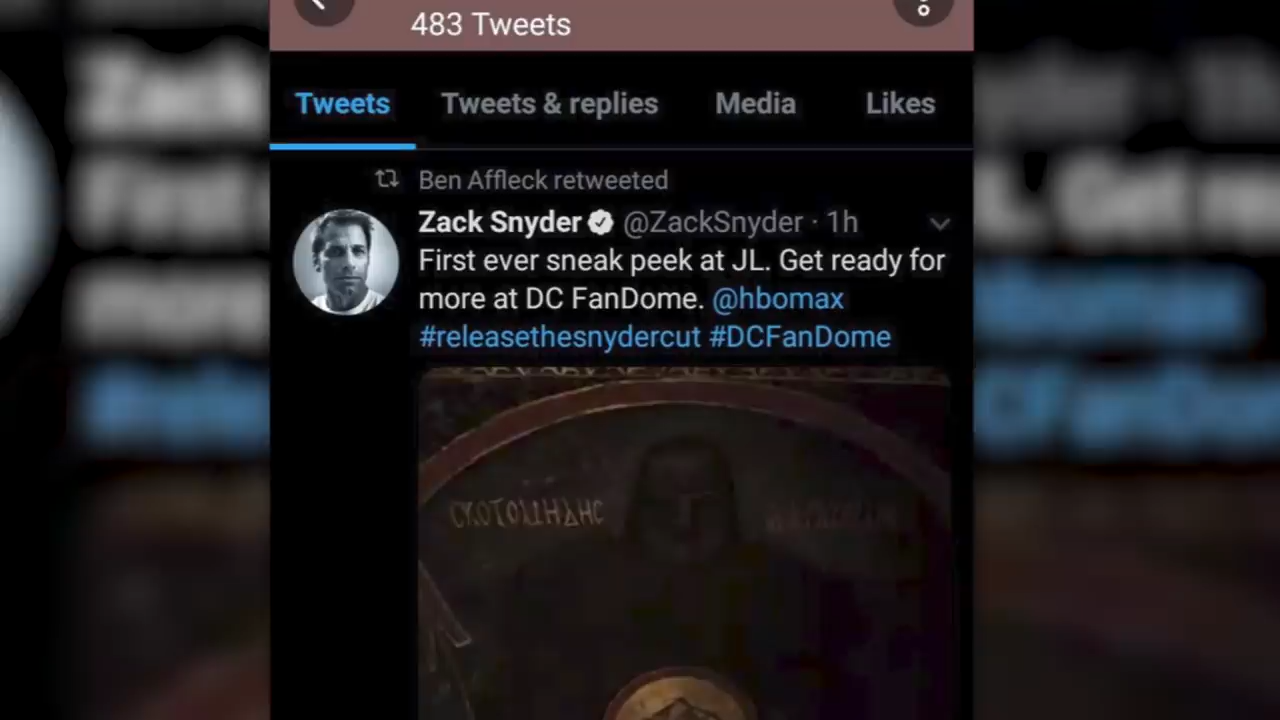 483 Tweets
Tweets Tweets & replies Media Likes
Ben Affleck retweeted
Zack Snyder @ZackSnyder · 1h
First ever sneak peek at JL. Get ready for
more at DC FanDome. @hbomax
#releasethesnydercut #DCFanDome